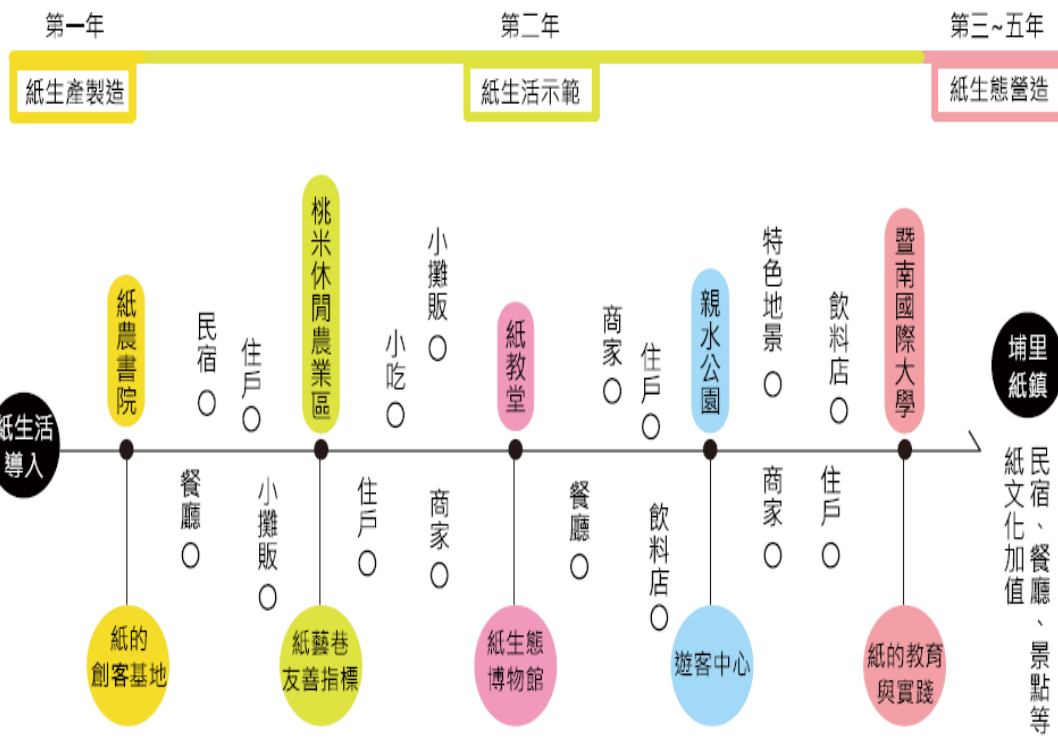 第一年
第二年
第三~五年
紙生產製造
紙生活示範
紙生態營造
紙生活
導入
紙農書院
民宿
住戶
桃米休閒農業區
小吃
小攤販
紙教堂
商家
住戶
親水公園
特色地景
飲料店
暨南國際大學
埔里
紙鎮
餐廳
小攤販
住戶
商家
餐廳
飲料店
商家
住戶
民宿、餐廳、景點等
紙文化加值
紙的
創客基地
紙藝巷
友善指標
紙生態
博物館
遊客中心
紙的教育
與實踐